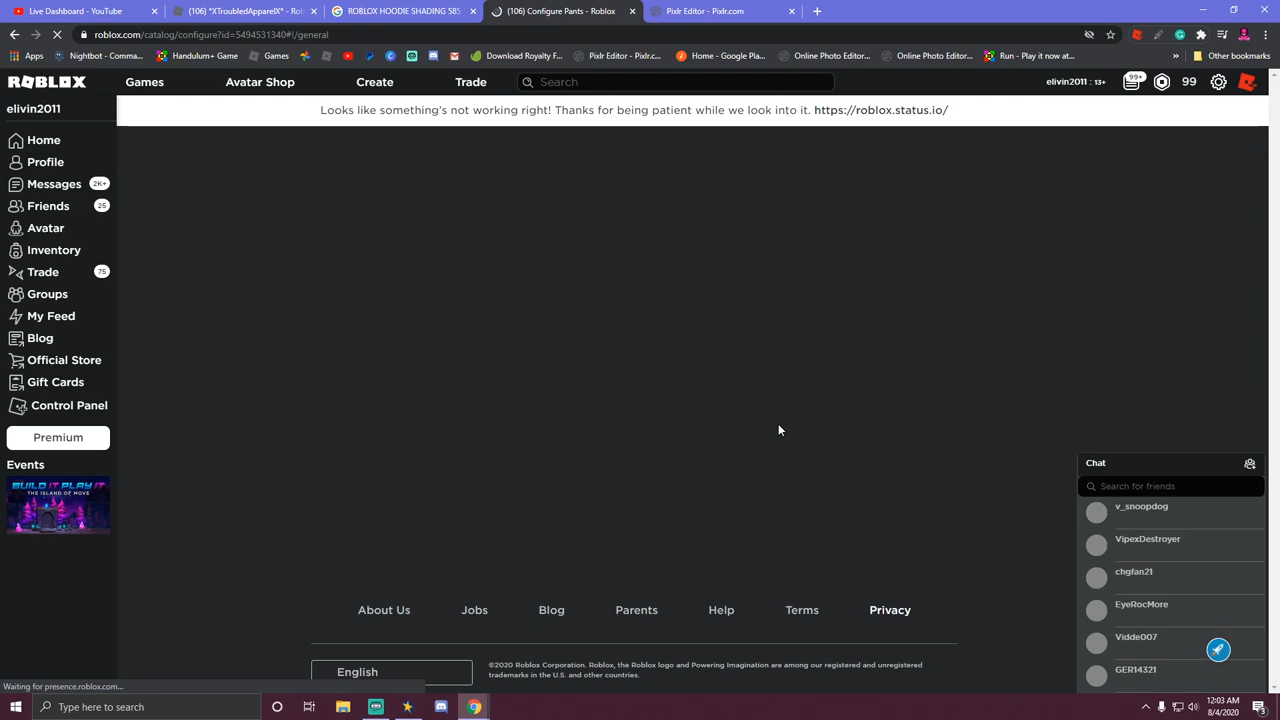 Live Dashboard - YouTube
(106) *XTroubledApparelX* - Rob
ROBLOX HOODIE SHADING 585
(106) Configure Pants - Roblox
Pixlr Editor - Pixlr.com
roblox.com/catalog/configure?id=5494531340#!/general
Apps
Nightbot - Comma...
Handulum+ Game
Games
Download Royalty F...
Pixlr Editor - Pixlr.c...
Home - Google Pla...
Online Photo Editor...
Online Photo Editor...
Run - Play it now at...
»
Other bookmarks
ROBLOX
Games
Avatar Shop
Create
Trade
Search
elivin2011 : 13+
99+
99
elivin2011
Looks like something's not working right! Thanks for being patient while we look into it. https://roblox.status.io/
Home
Profile
Messages
2K+
Friends
25
Avatar
Inventory
Trade
75
Groups
My Feed
Blog
Official Store
Gift Cards
Control Panel
Premium
Events
BUILD IT PLAY IT
THE ISLAND OF MOVE
Chat
Search for friends
v_snoopdog
VipexDestroyer
chgfan21
EyeRocMore
Vidde007
GER14321
About Us
Jobs
Blog
Parents
Help
Terms
Privacy
English
©2020 Roblox Corporation. Roblox, the Roblox logo and Powering Imagination are among our registered and unregistered
trademarks in the U.S. and other countries.
Waiting for presence.roblox.com...
Type here to search
12:03 AM
8/4/2020
3